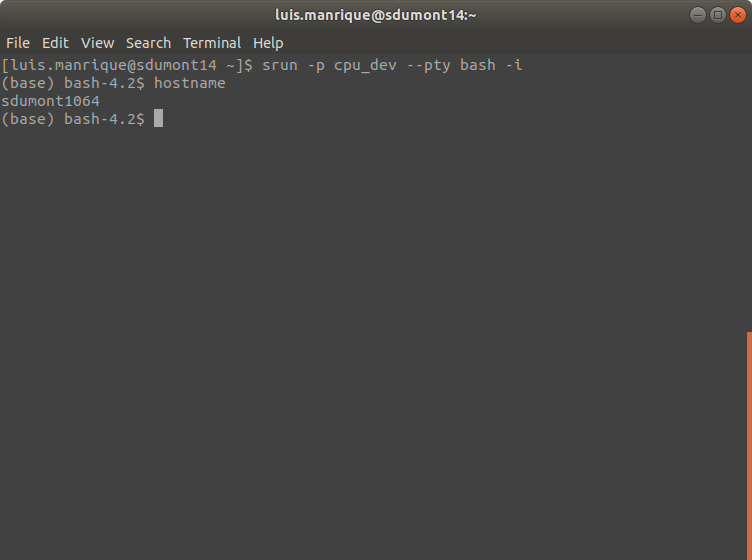 luis.manrique@sdumont14:~
File Edit View Search Terminal Help
[luis.manrique@sdumont14 ~]$ srun -p cpu_dev --pty bash -i
(base) bash-4.2$ hostname
sdumont1064
(base) bash-4.2$